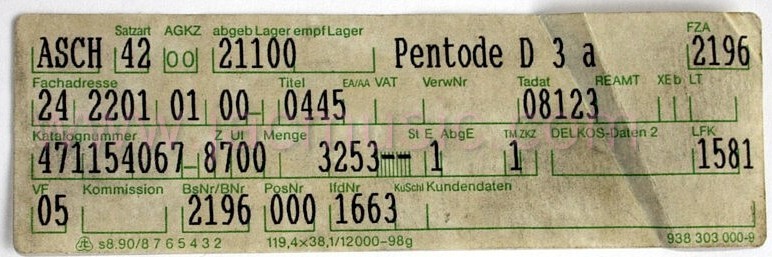 Satzart AGKZ abgeb Lager empf Lager FZA
ASCH 42 00 21100 Pentode D 3 a 2196
Fachadresse Titel EA/AA VAT VerwNr Tadat REAMT XE b LT
24 2201 01 00 0445 08123
Katalognummer Z UI Menge St E AbgE TM ZKZ DELKOS-Daten 2 LFK
471154067 8700 3253-- 1 1 1581
VF Kommission BsNr/BNr PosNr lfdNr KuSchl Kundendaten
05 2196 000 1663
s8.90/8 7 6 5 4 3 2 119,4×38,1/12000-98g 938 303 000-9